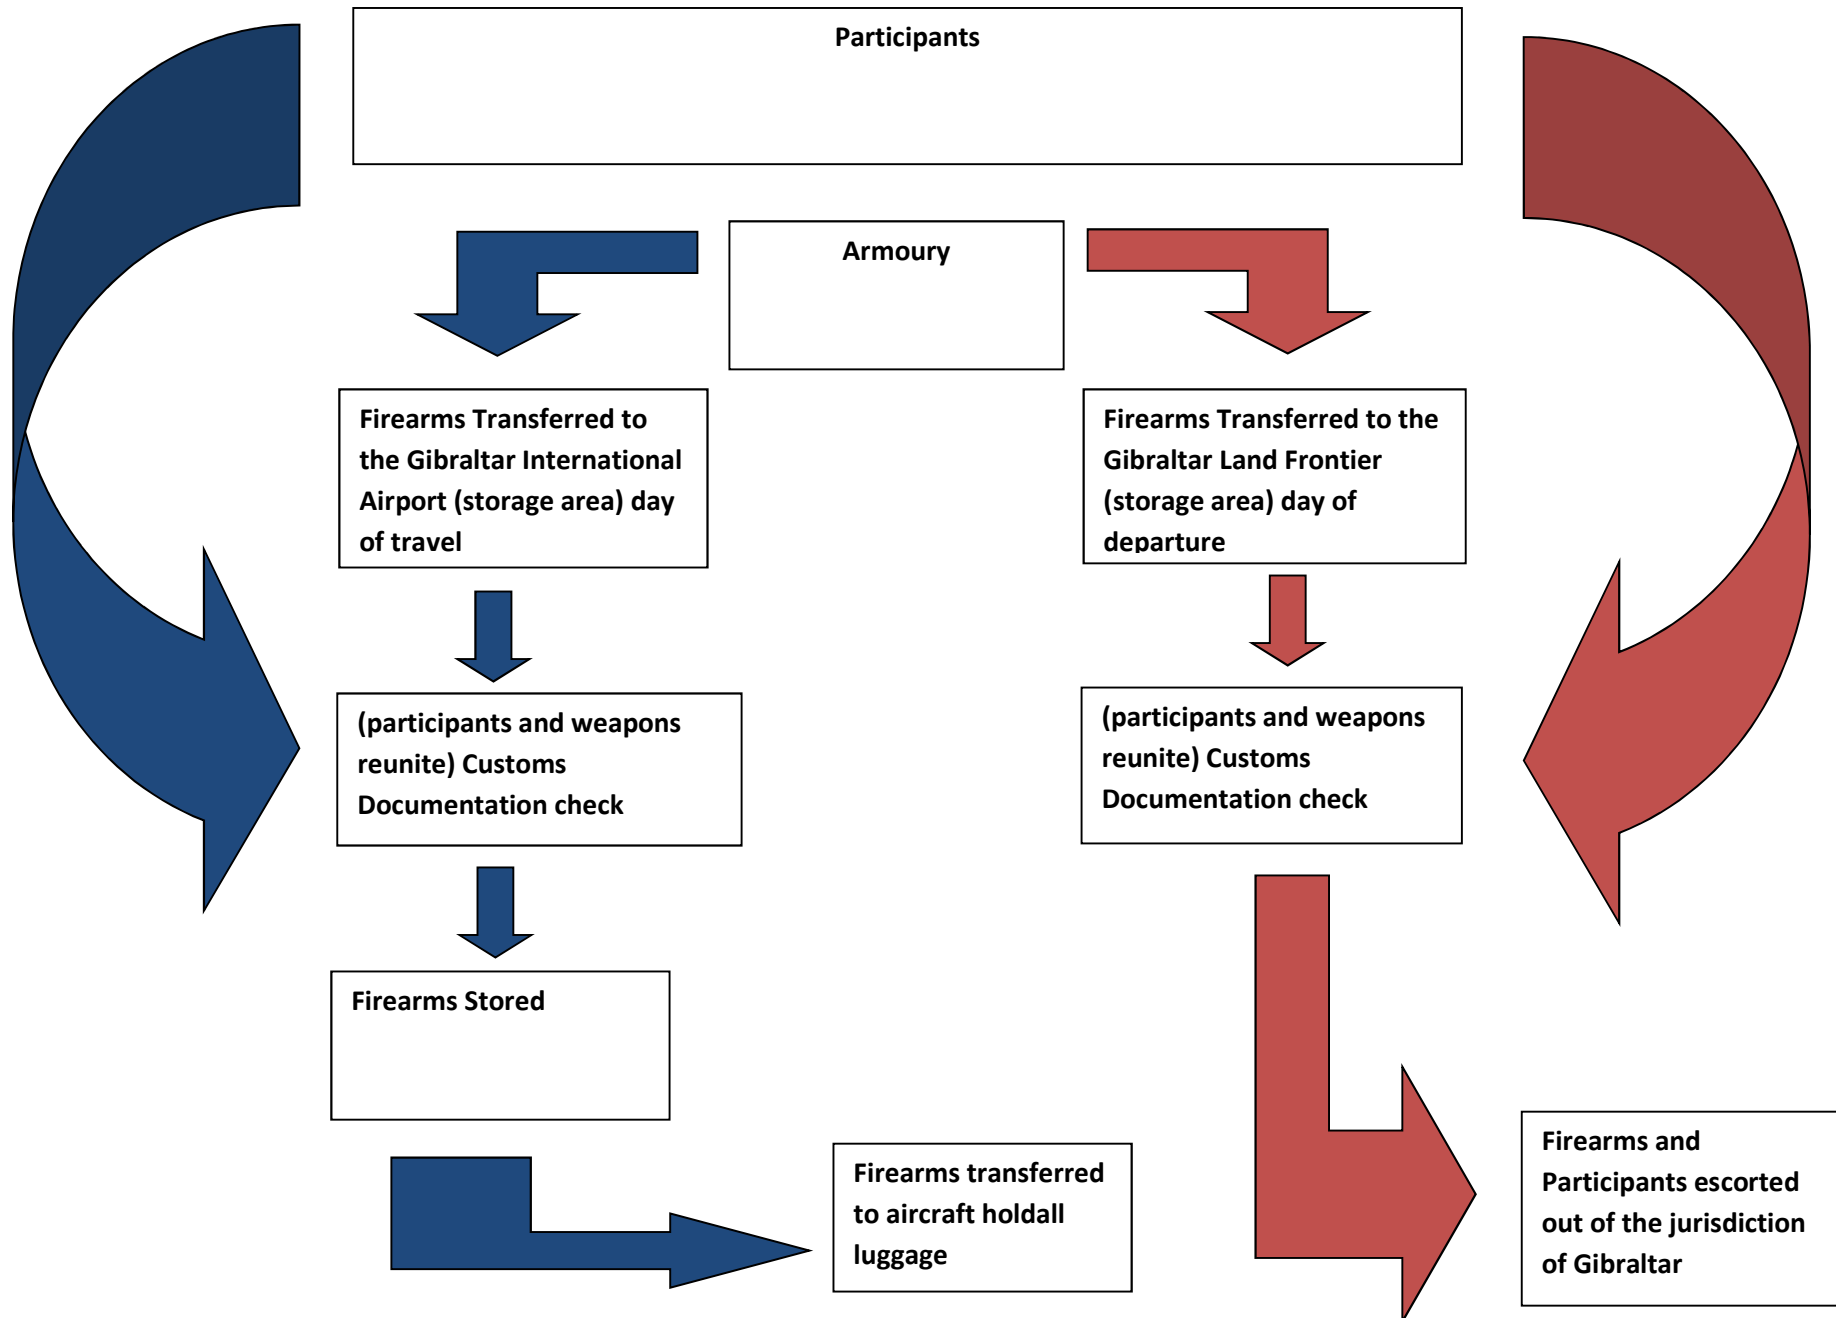 Participants
Armoury
Firearms Transferred to
the Gibraltar International
Airport (storage area) day
of travel
Firearms Transferred to the
Gibraltar Land Frontier
(storage area) day of
departure
(participants and weapons
reunite) Customs
Documentation check
(participants and weapons
reunite) Customs
Documentation check
Firearms Stored
Firearms transferred
to aircraft holdall
luggage
Firearms and
Participants escorted
out of the jurisdiction
of Gibraltar